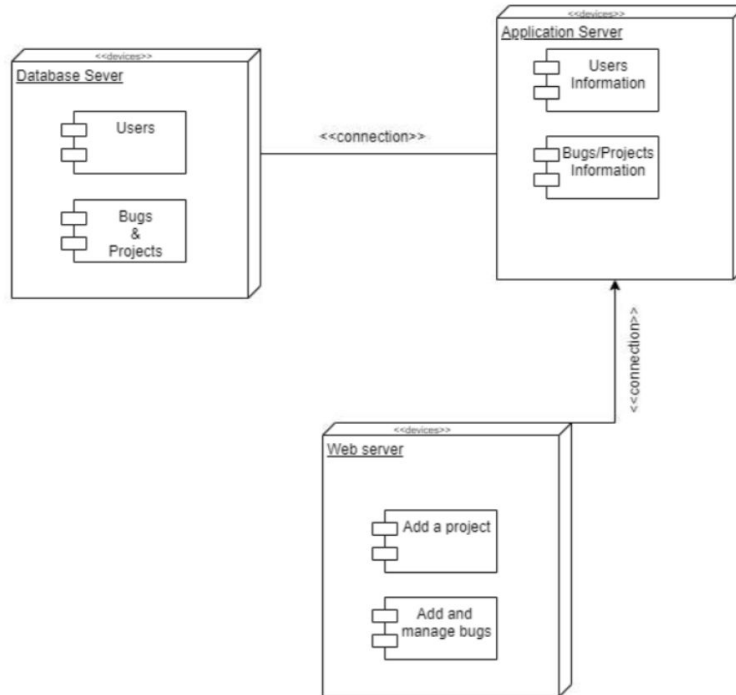 <<devices>>
Database Sever
Users
Bugs
&
Projects
<<connection>>
<<devices>>
Application Server
Users
Information
Bugs/Projects
Information
<<connection>>
<<devices>>
Web server
Add a project
Add and
manage bugs